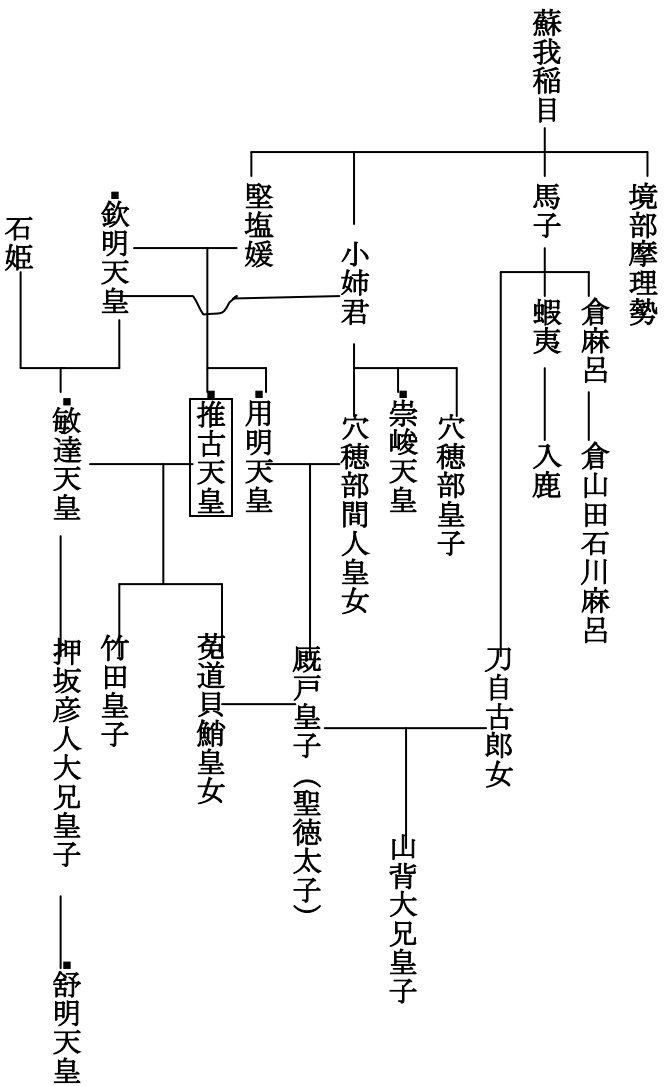 蘇我稲目
境部摩理勢
馬子
小姉君
堅塩媛
▪欽明天皇
石姫
倉麻呂
蝦夷
倉山田石川麻呂
入鹿
穴穂部皇子
▪崇峻天皇
穴穂部間人皇女
▪用明天皇
▪推古天皇
▪敏達天皇
刀自古郎女
厩戸皇子（聖徳太子）
菟道貝鮹皇女
竹田皇子
押坂彦人大兄皇子
山背大兄皇子
▪舒明天皇